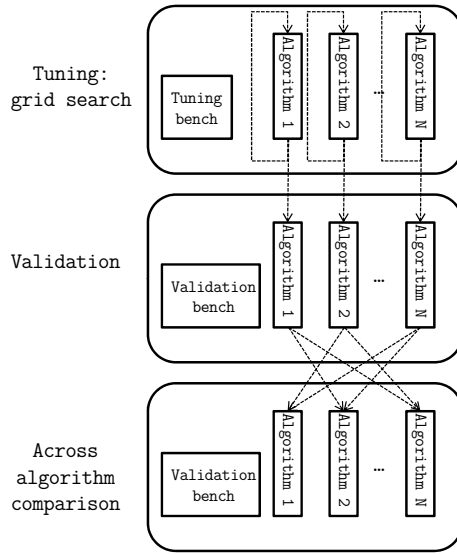 Tuning:
grid search
Tuning
bench
Algorithm 1
Algorithm 2
...
Algorithm N
Validation
Validation
bench
Algorithm 1
Algorithm 2
...
Algorithm N
Across
algorithm
comparison
Validation
bench
Algorithm 1
Algorithm 2
...
Algorithm N